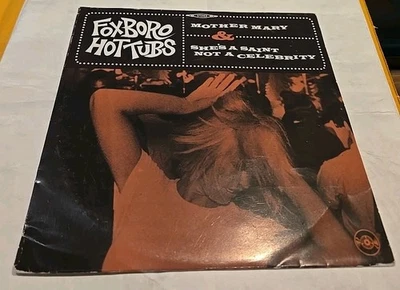 FOXBORO
HOT TUBS
MOTHER MARY
&
SHE'S A SAINT
NOT A CELEBRITY